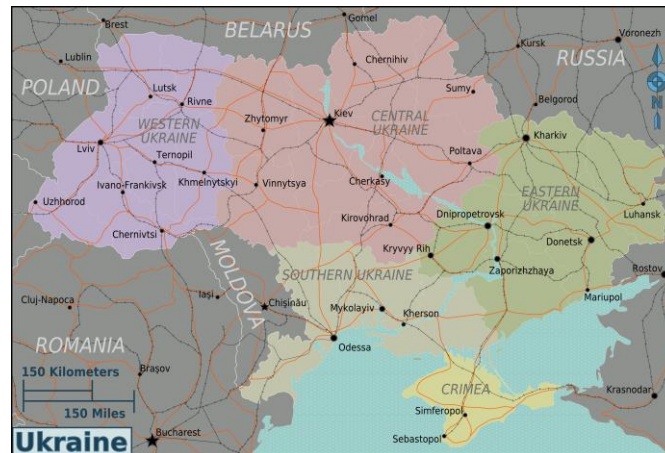 Brest
Gomel
BELARUS
Voronezh
Kursk
Lublin
Chernihiv
RUSSIA
POLAND
Sumy
Lutsk
Rivne
Belgorod
N
Kiev
CENTRAL
UKRAINE
Zhytomyr
WESTERN
UKRAINE
Kharkiv
Lviv
Ternopil
Poltava
Khmelnytskyi
Ivano-Frankivsk
Vinnytsya
Cherkasy
EASTERN
UKRAINE
Uzhhorod
Luhansk
Kirovohrad
Dnipropetrovsk
Chernivtsi
Donetsk
Kryvyy Rih
MOLDOVA
SOUTHERN UKRAINE
Zaporizhzhaya
Rostov
Iași
Mariupol
Cluj-Napoca
Chișinău
Mykolayiv
Kherson
ROMANIA
Odessa
150 Kilometers
Brașov
CRIMEA
Krasnodar
150 Miles
Simferopol
Bucharest
Sebastopol
Ukraine